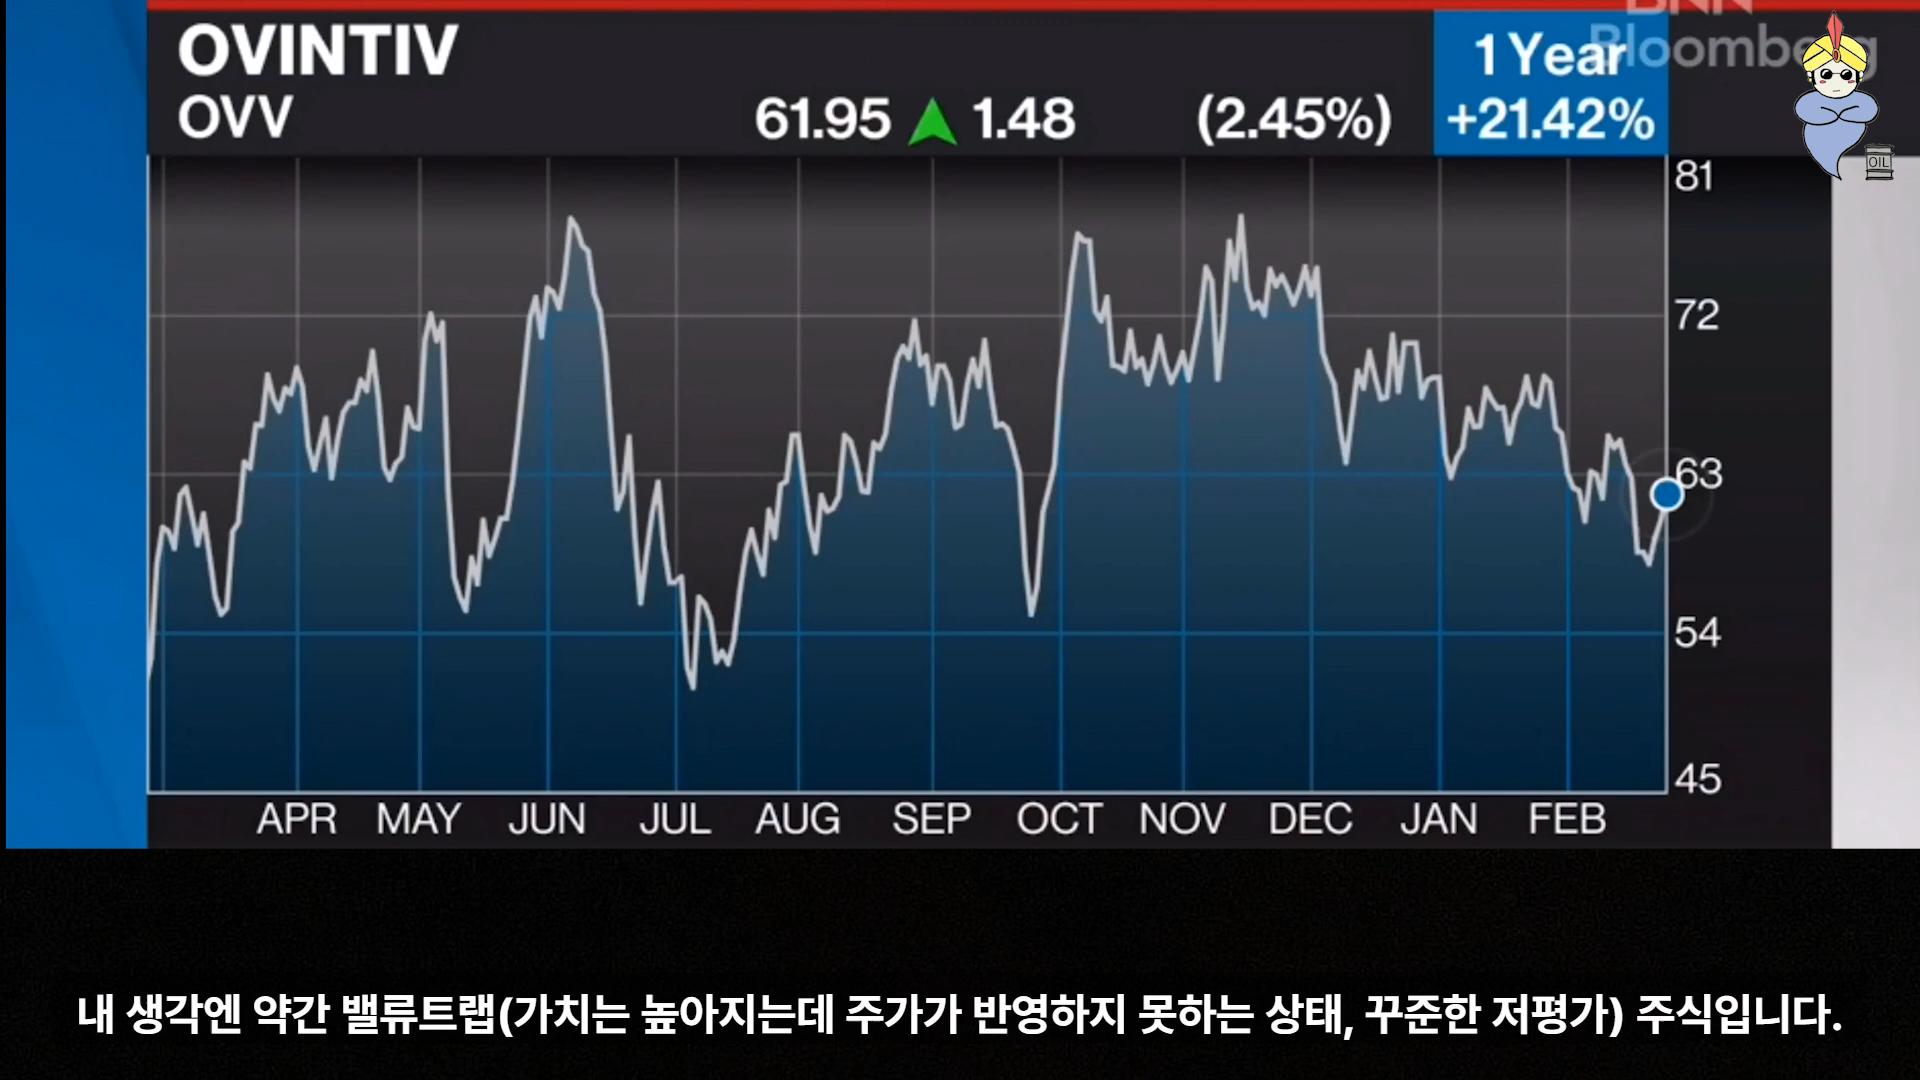 BNN
Bloomberg
OVINTIV
OVV
61.95 ▲ 1.48 (2.45%)
1 Year
+21.42%
OIL
81
72
63
54
45
APR MAY JUN JUL AUG SEP OCT NOV DEC JAN FEB
내 생각엔 약간 밸류트랩(가치는 높아지는데 주가가 반영하지 못하는 상태, 꾸준한 저평가) 주식입니다.